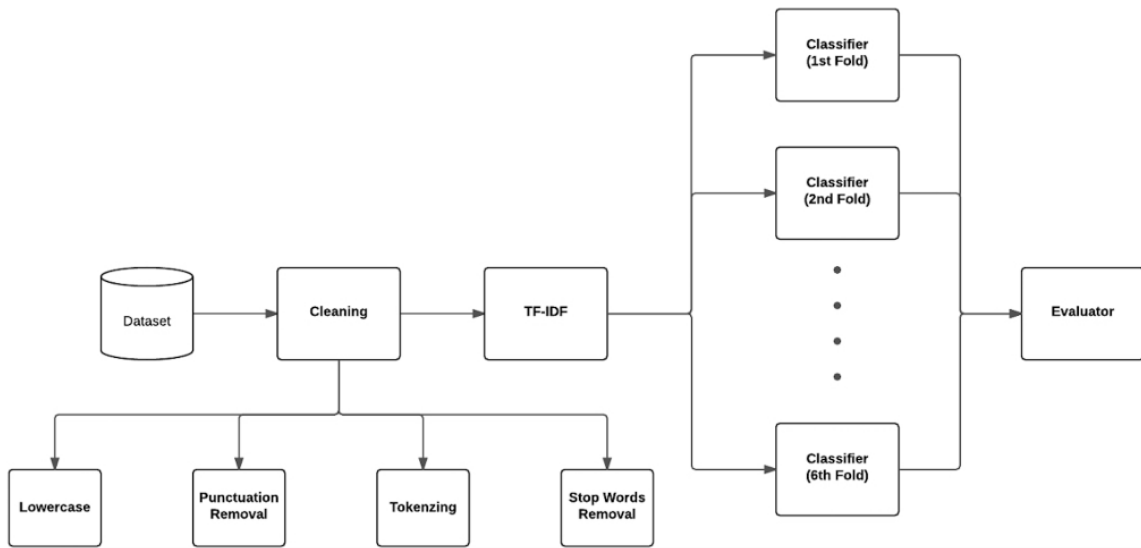 Classifier
(1st Fold)
Classifier
(2nd Fold)
Dataset
Cleaning
TF-IDF
Evaluator
Classifier
(6th Fold)
Lowercase
Punctuation
Removal
Tokenzing
Stop Words
Removal